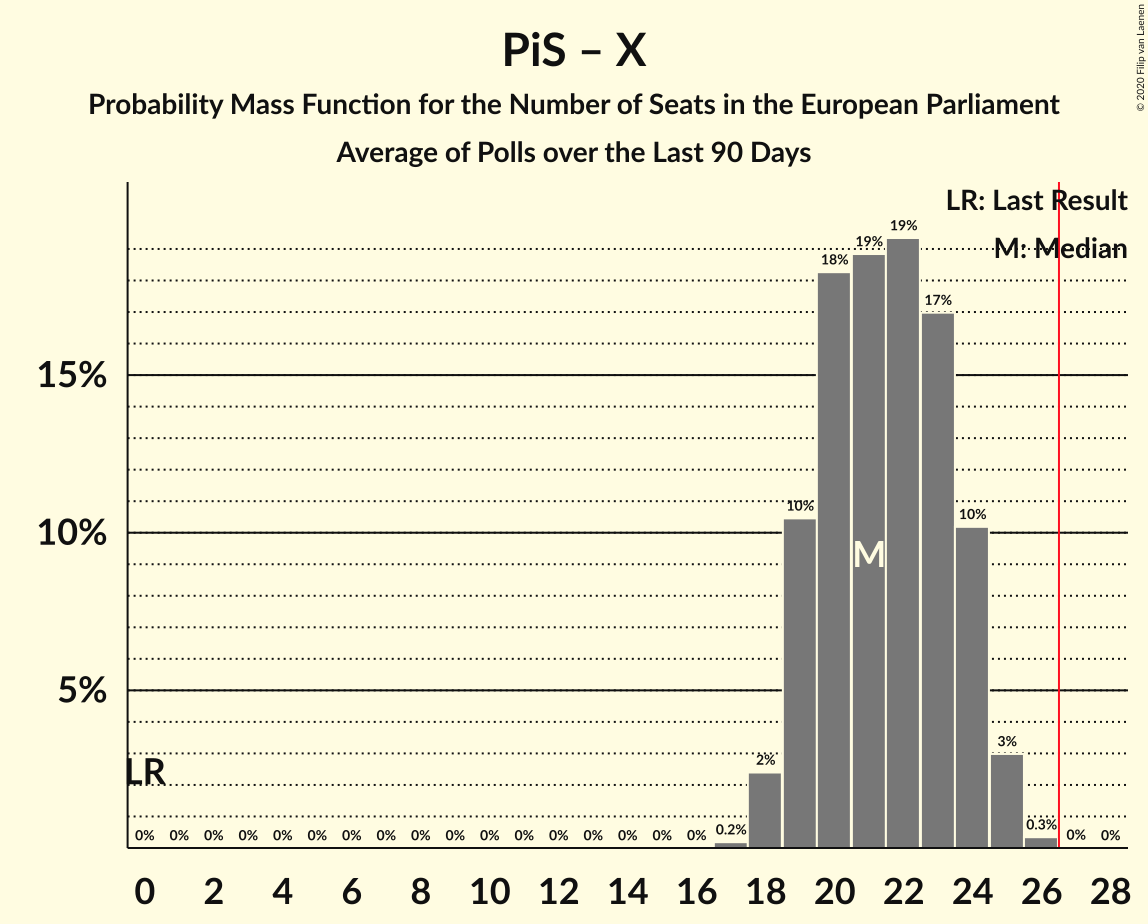 PiS – X
Probability Mass Function for the Number of Seats in the European Parliament
Average of Polls over the Last 90 Days
© 2020 Filip van Laenen
LR: Last Result
M: Median
19%
19%
18%
17%
15%
10%
10%
10%
M
5%
3%
2%
LR
0% 0% 0% 0% 0% 0% 0% 0% 0% 0% 0% 0% 0% 0% 0% 0% 0% 0.2% 0.3% 0% 0%
0 2 4 6 8 10 12 14 16 18 20 22 24 26 28